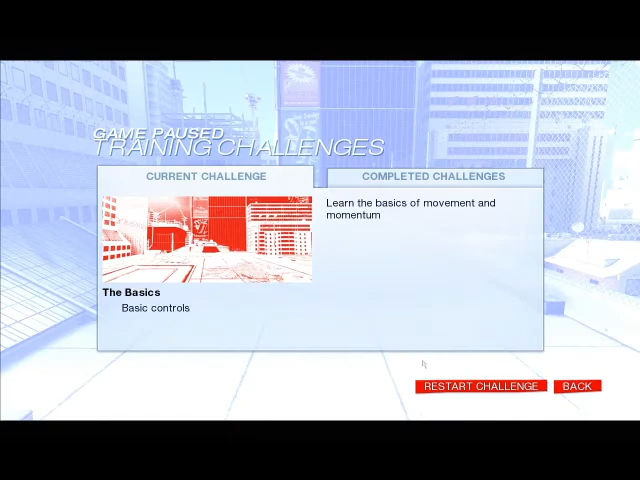 GAME PAUSED
TRAINING CHALLENGES
CURRENT CHALLENGE
COMPLETED CHALLENGES
Learn the basics of movement and
momentum
The Basics
Basic controls
RESTART CHALLENGE
BACK